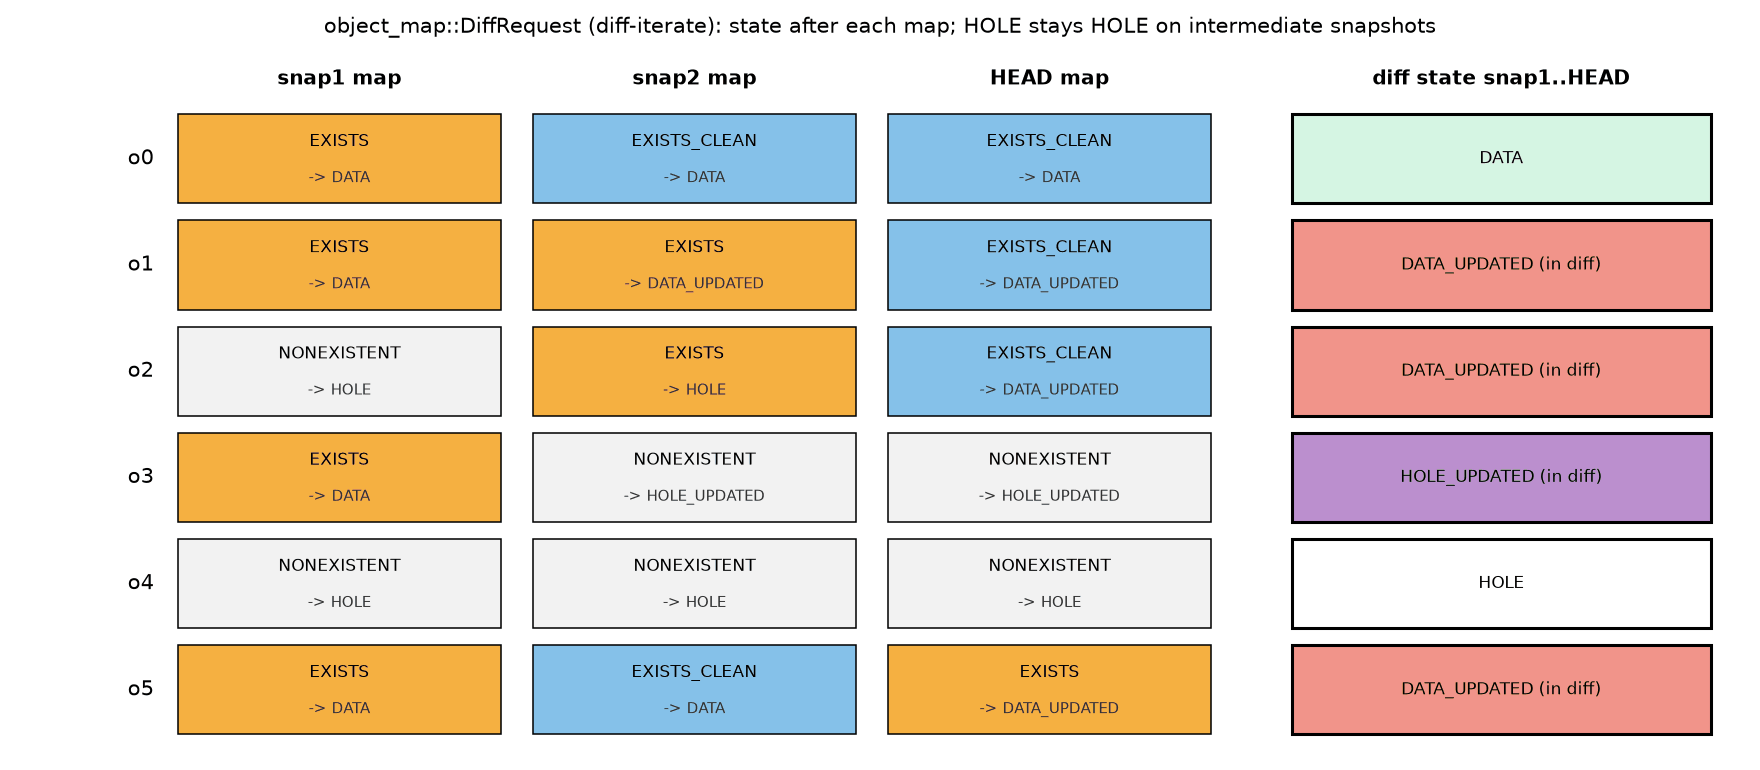 object_map::DiffRequest (diff-iterate): state after each map; HOLE stays HOLE on intermediate snapshots
snap1 map
snap2 map
HEAD map
diff state snap1..HEAD
o0
EXISTS
-> DATA
EXISTS_CLEAN
-> DATA
EXISTS_CLEAN
-> DATA
DATA
o1
EXISTS
-> DATA
EXISTS
-> DATA_UPDATED
EXISTS_CLEAN
-> DATA_UPDATED
DATA_UPDATED (in diff)
o2
NONEXISTENT
-> HOLE
EXISTS
-> HOLE
EXISTS_CLEAN
-> DATA_UPDATED
DATA_UPDATED (in diff)
o3
EXISTS
-> DATA
NONEXISTENT
-> HOLE_UPDATED
NONEXISTENT
-> HOLE_UPDATED
HOLE_UPDATED (in diff)
o4
NONEXISTENT
-> HOLE
NONEXISTENT
-> HOLE
NONEXISTENT
-> HOLE
HOLE
o5
EXISTS
-> DATA
EXISTS_CLEAN
-> DATA
EXISTS
-> DATA_UPDATED
DATA_UPDATED (in diff)